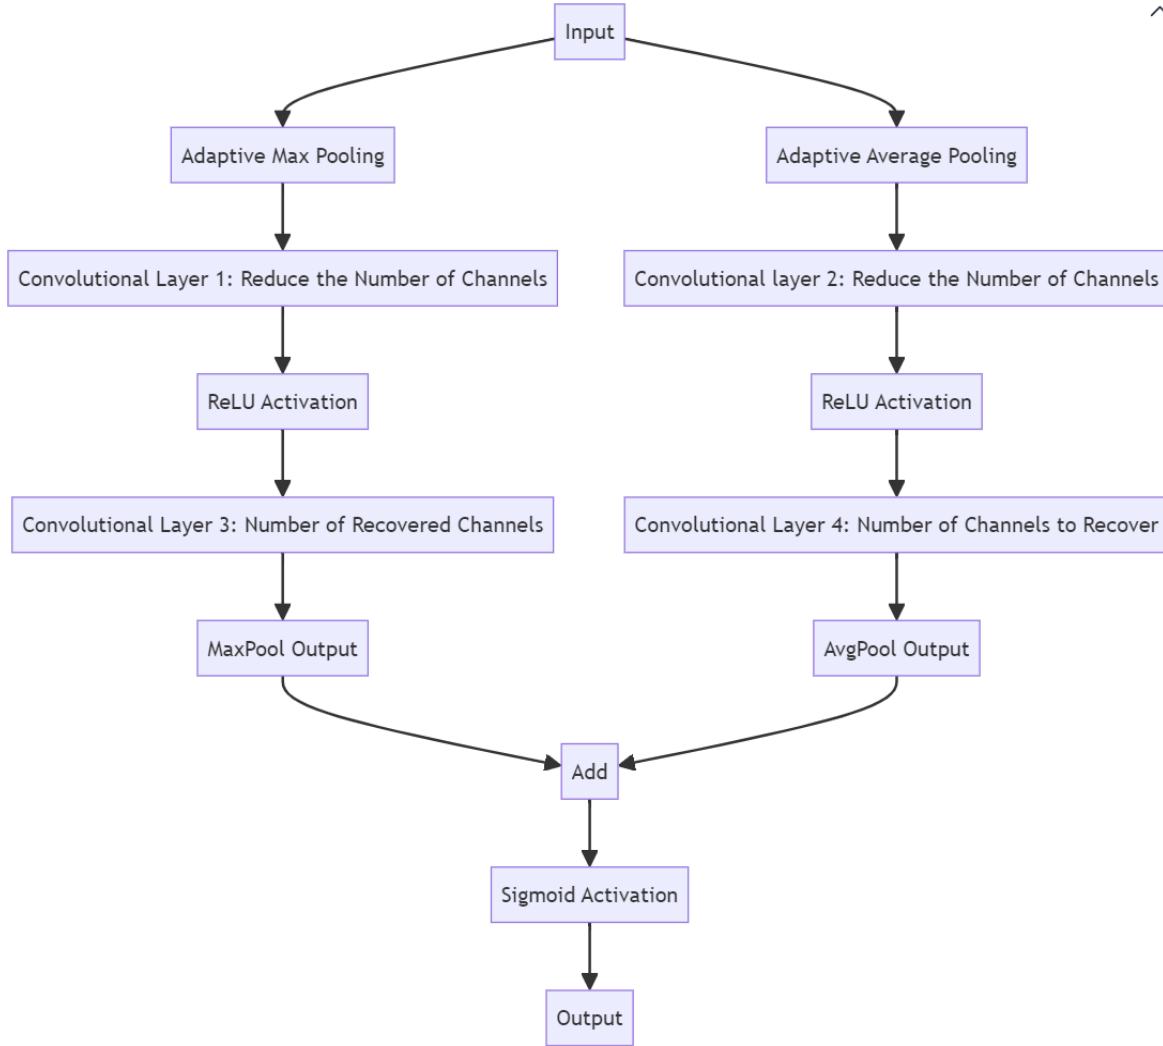 Input
Adaptive Max Pooling
Adaptive Average Pooling
Convolutional Layer 1: Reduce the Number of Channels
Convolutional layer 2: Reduce the Number of Channels
ReLU Activation
ReLU Activation
Convolutional Layer 3: Number of Recovered Channels
Convolutional Layer 4: Number of Channels to Recover
MaxPool Output
AvgPool Output
Add
Sigmoid Activation
Output